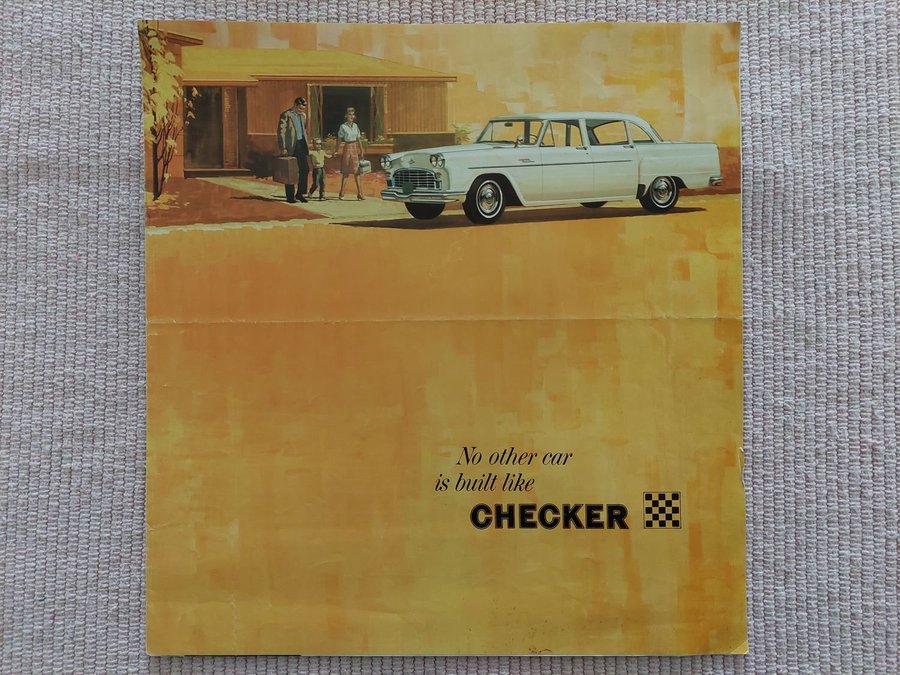 No other car
is built like
CHECKER